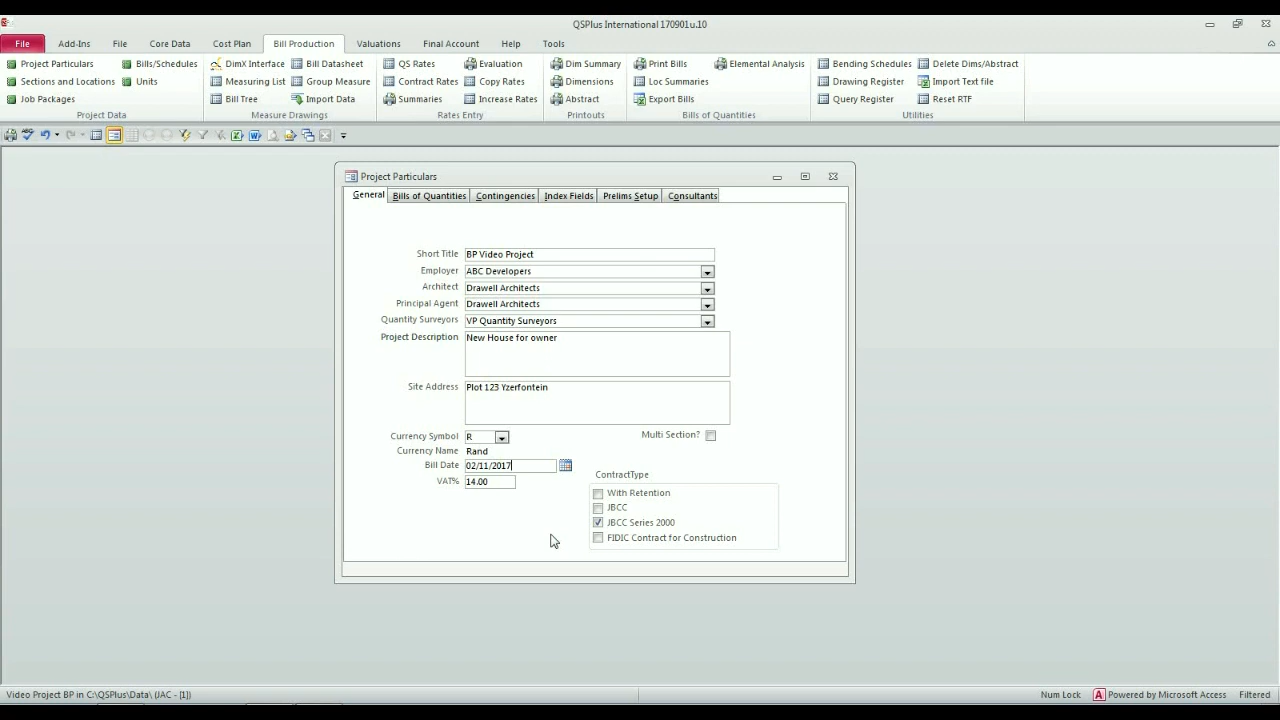 QSPlus International 170901u.10
File Add-Ins File Core Data Cost Plan Bill Production Valuations Final Account Help Tools
Project Particulars Bills/Schedules DimX Interface Bill Datasheet QS Rates Evaluation Dim Summary Print Bills Elemental Analysis Bending Schedules Delete Dims/Abstract
Sections and Locations Units Measuring List Group Measure Contract Rates Copy Rates Dimensions Loc Summaries Drawing Register Import Text file
Job Packages Bill Tree Import Data Summaries Increase Rates Abstract Export Bills Query Register Reset RTF
Project Data Measure Drawings Rates Entry Printouts Bills of Quantities Utilities
Project Particulars
General Bills of Quantities Contingencies Index Fields Prelims Setup Consultants
Short Title BP Video Project
Employer ABC Developers
Architect Drawell Architects
Principal Agent Drawell Architects
Quantity Surveyors VP Quantity Surveyors
Project Description New House for owner
Site Address Plot 123 Yzerfontein
Currency Symbol R Multi Section?
Currency Name Rand
Bill Date 02/11/2017
VAT% 14.00
ContractType
With Retention
JBCC
JBCC Series 2000
FIDIC Contract for Construction
Video Project BP in C:\QSPlus\Data\ (JAC - [1]) Num Lock Powered by Microsoft Access Filtered